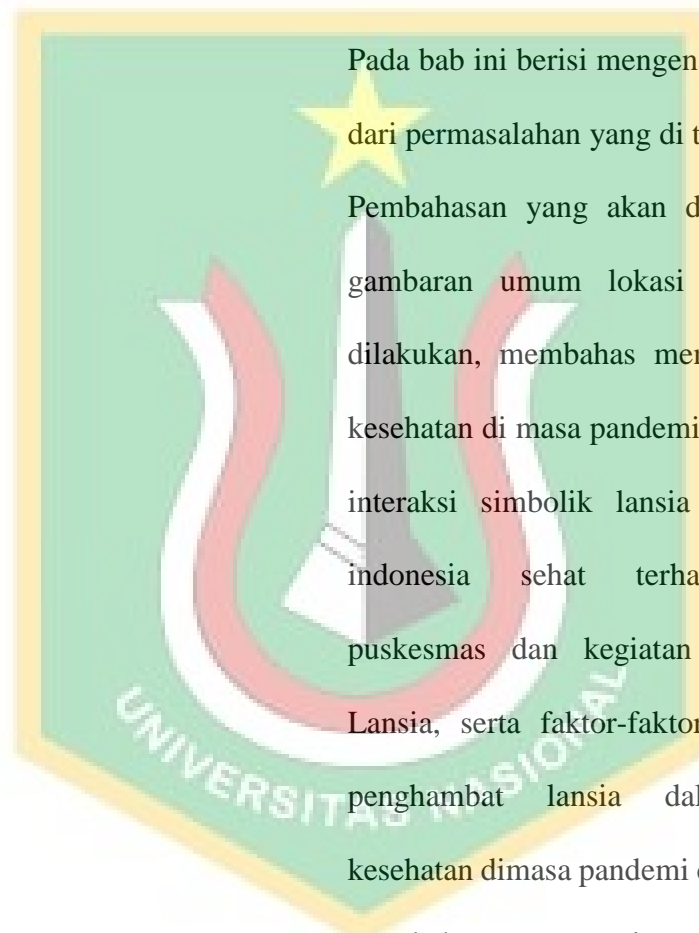 Pada bab ini berisi mengen
dari permasalahan yang di t
Pembahasan yang akan d
gambaran umum lokasi
dilakukan, membahas me
kesehatan di masa pandemi
interaksi simbolik lansia
indonesia sehat terha
puskesmas dan kegiatan
Lansia, serta faktor-faktor
penghambat lansia dal
kesehatan dimasa pandemi
UNIVERSITAS NASIONAL